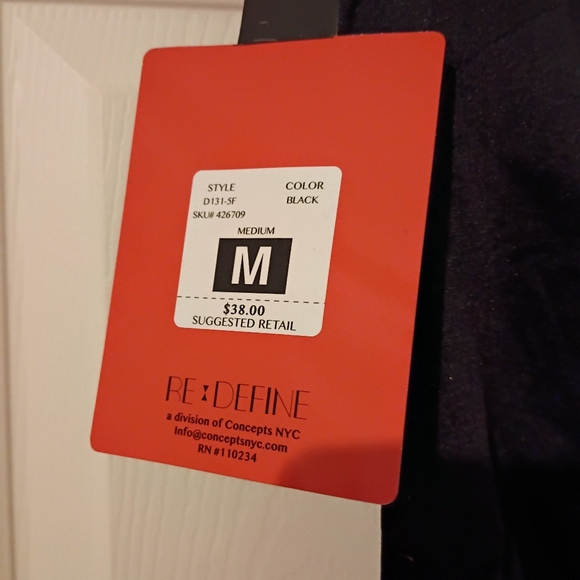 STYLE COLOR
D131-5F BLACK
SKU# 426709
MEDIUM
M
$38.00
SUGGESTED RETAIL
RE:DEFINE
a division of Concepts NYC
Info@conceptsnyc.com
RN #110234